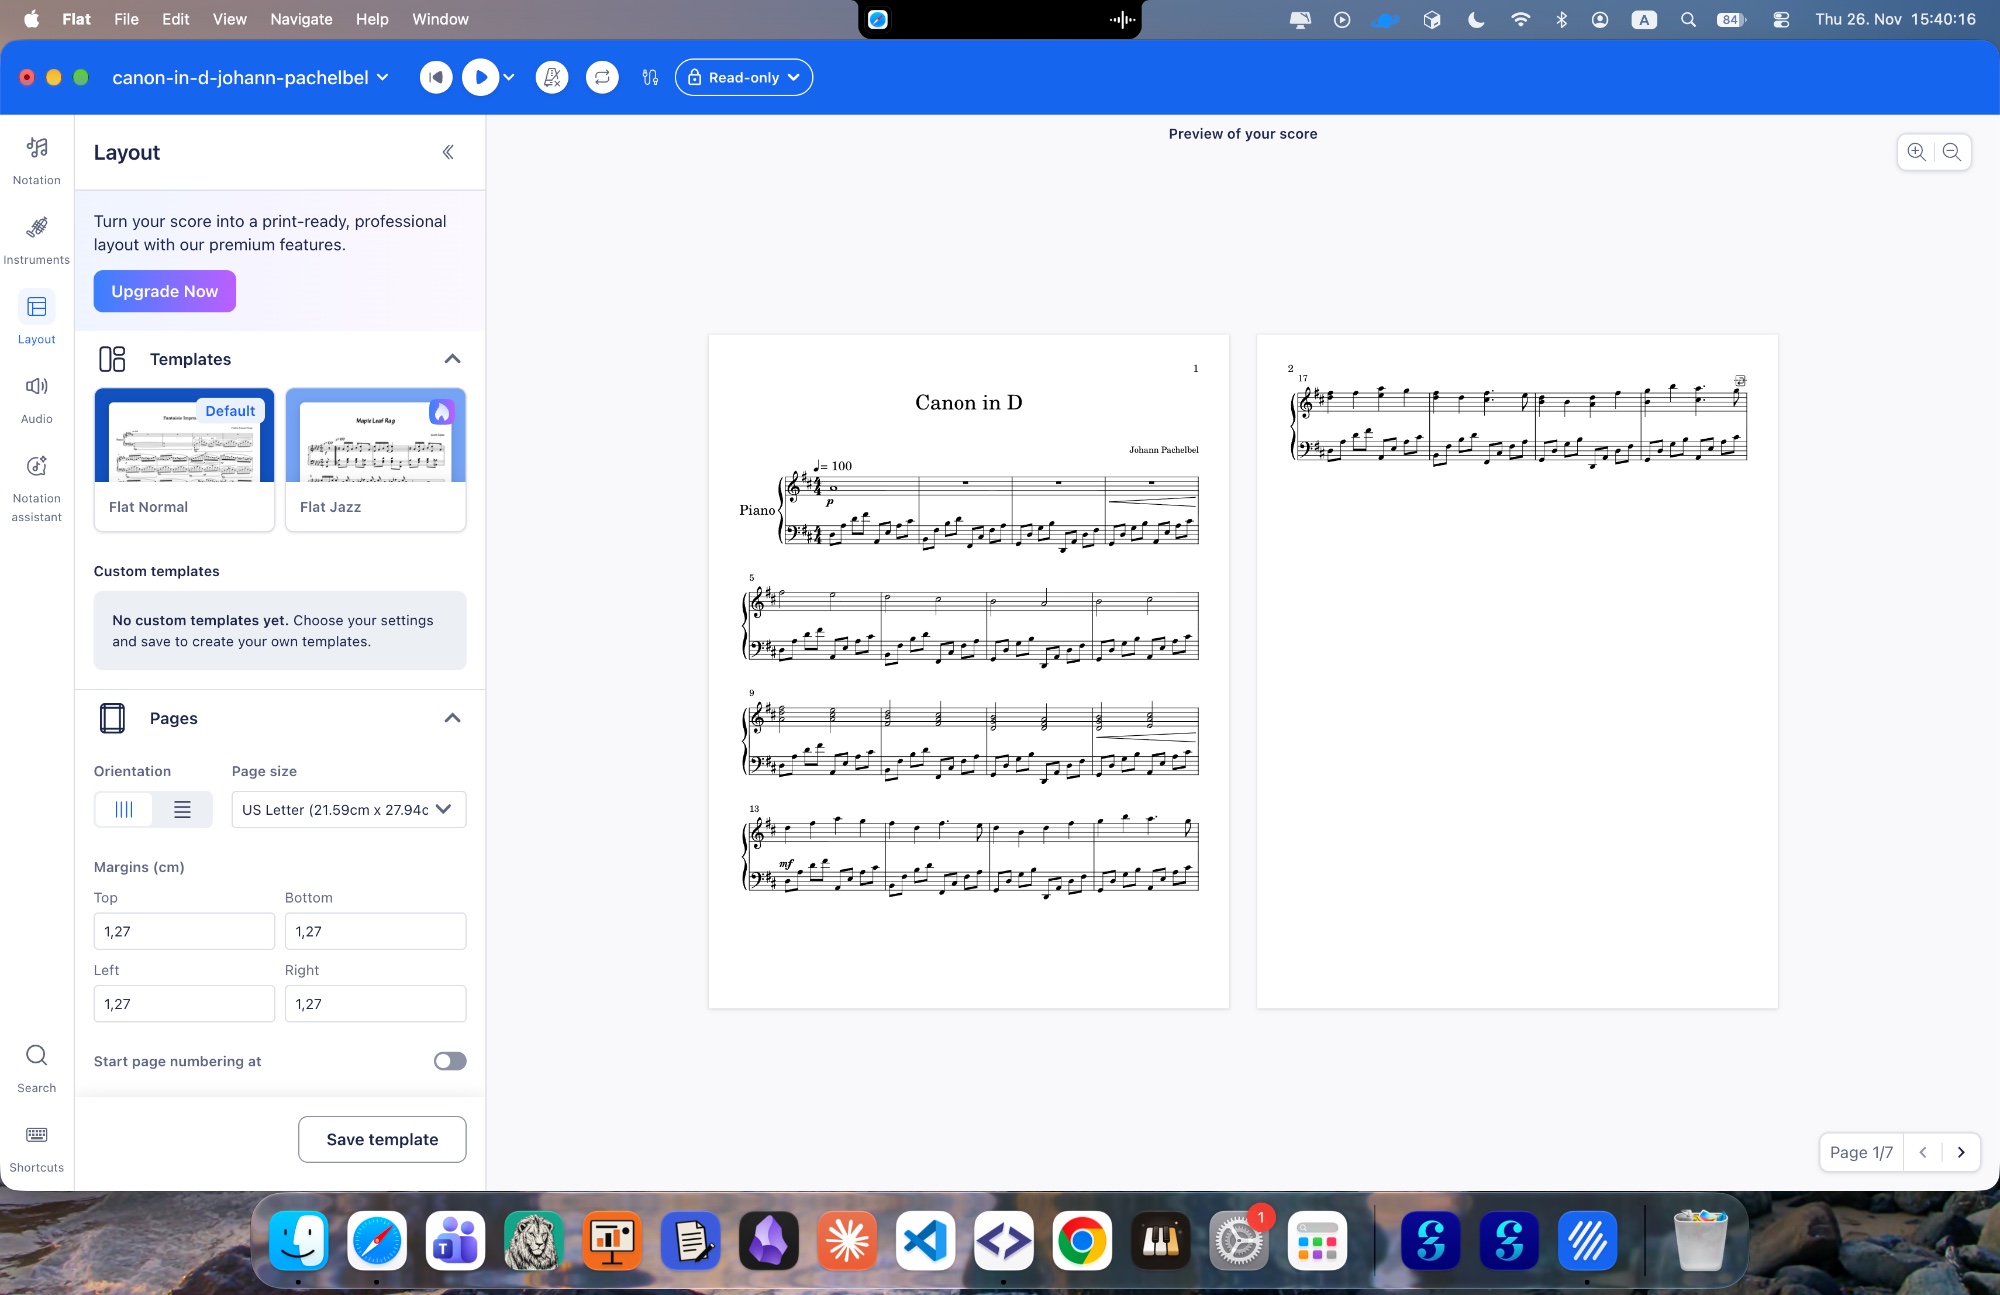 Flat File Edit View Navigate Help Window
A
84
Thu 26. Nov 15:40:16
canon-in-d-johann-pachelbel
Read-only
Notation
Instruments
Layout
Audio
Notation
assistant
Search
Shortcuts
Layout
Turn your score into a print-ready, professional
layout with our premium features.
Upgrade Now
Templates
Default
Maple Leaf Rag
Flat Normal
Flat Jazz
Custom templates
No custom templates yet. Choose your settings
and save to create your own templates.
Pages
Orientation
Page size
US Letter (21.59cm x 27.94c
Margins (cm)
Top
Bottom
1,27
1,27
Left
Right
1,27
1,27
Start page numbering at
Save template
Preview of your score
1
Canon in D
Johann Pachelbel
= 100
p
Piano
5
9
13
mf
2
17
Page 1/7
T
1